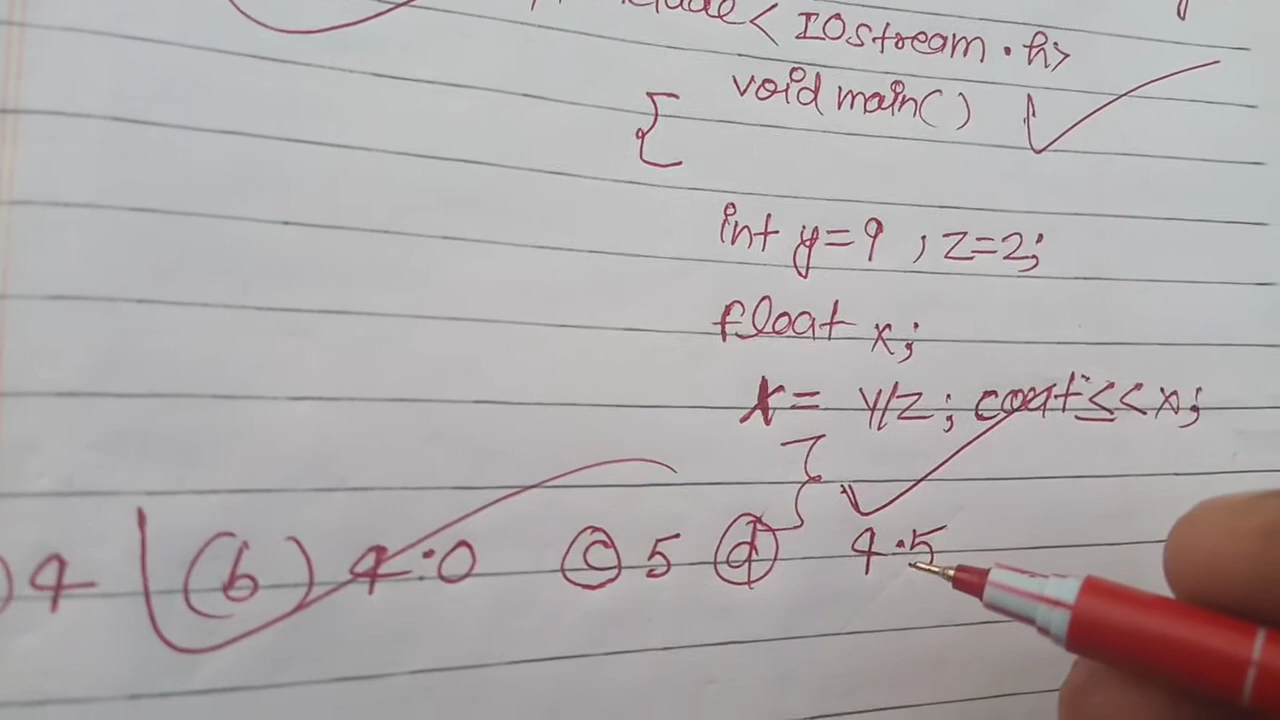 < IOstream.h>
void main()
{
int y=9 , z=2;
float x;
x= y/z; cout<<x;
}
)4 (b) 4.0 (c) 5 (d) 4.5